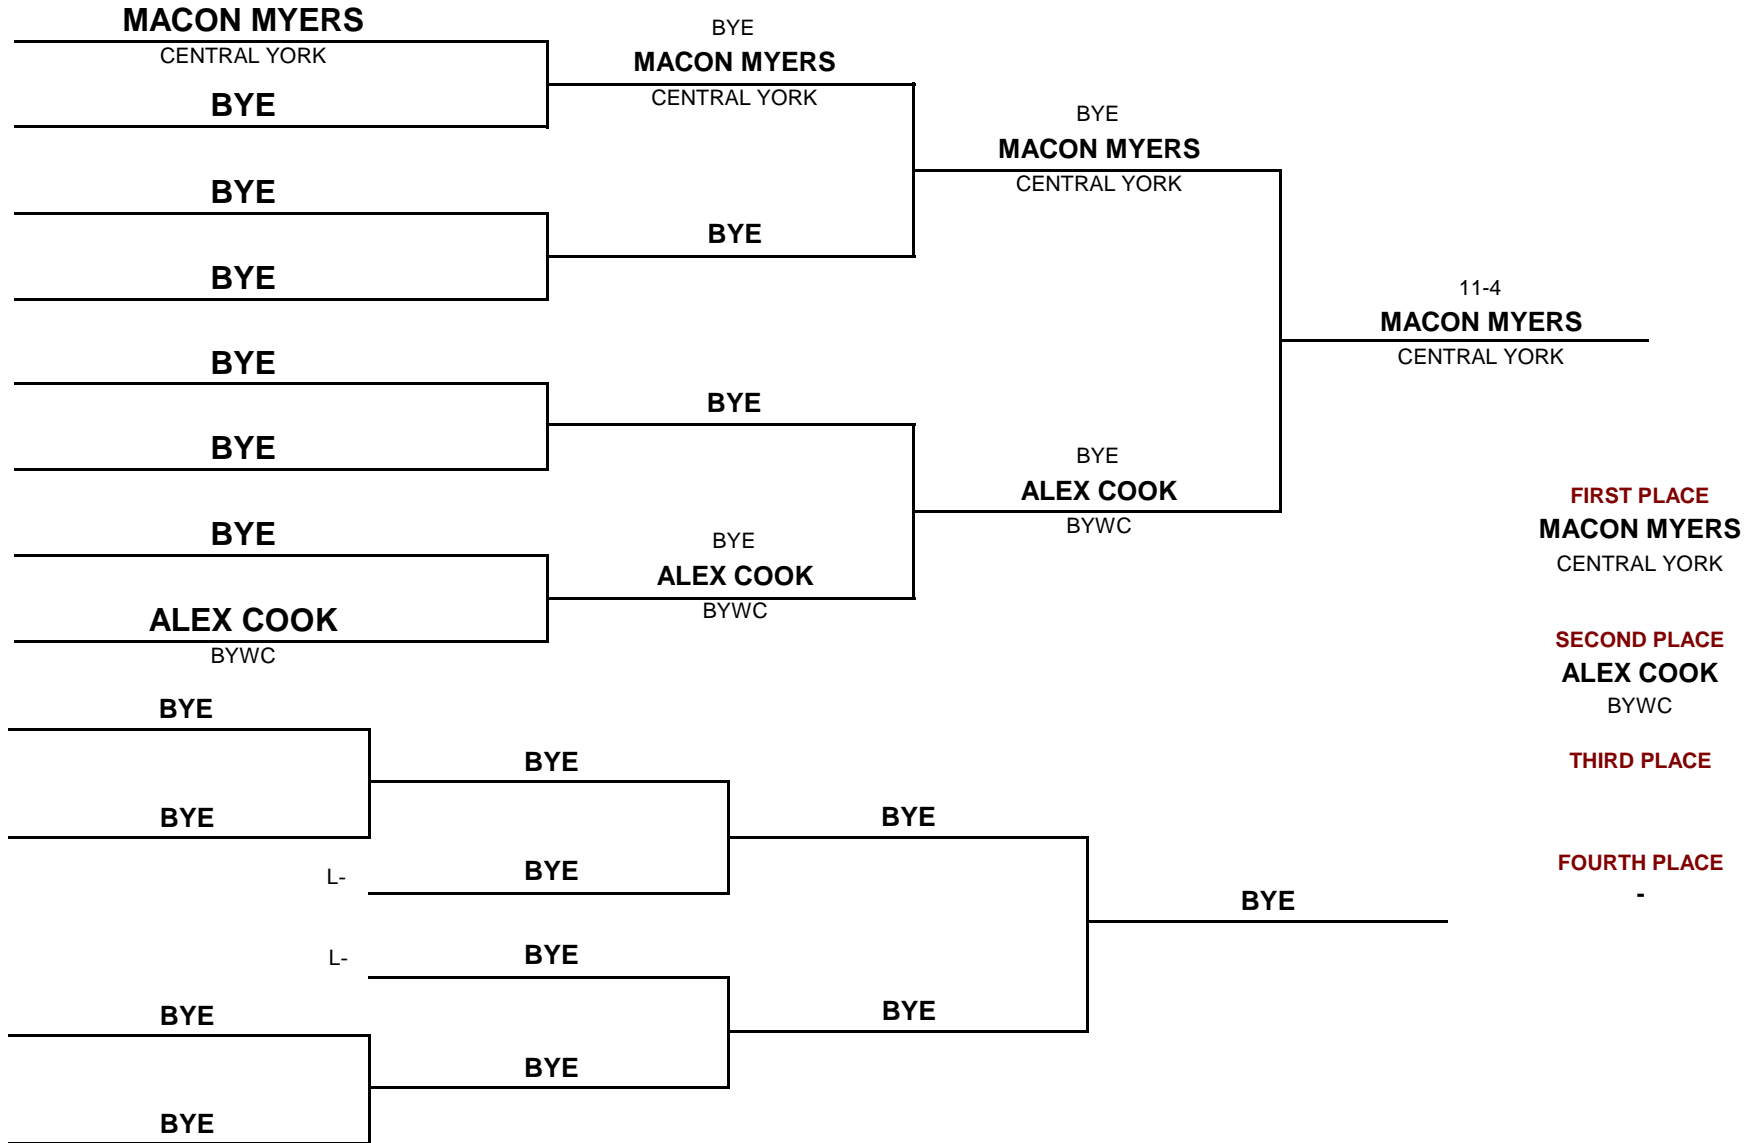 MACON MYERS
CENTRAL YORK
BYE
BYE
BYE
BYE
BYE
BYE
ALEX COOK
BYWC
BYE
MACON MYERS
CENTRAL YORK
BYE
BYE
BYE
ALEX COOK
BYWC
BYE
MACON MYERS
CENTRAL YORK
BYE
ALEX COOK
BYWC
11-4
MACON MYERS
CENTRAL YORK
FIRST PLACE
MACON MYERS
CENTRAL YORK
SECOND PLACE
ALEX COOK
BYWC
THIRD PLACE
FOURTH PLACE
-
BYE
BYE
BYE
BYE
BYE
L-
BYE
L-
BYE
BYE
BYE
BYE
BYE